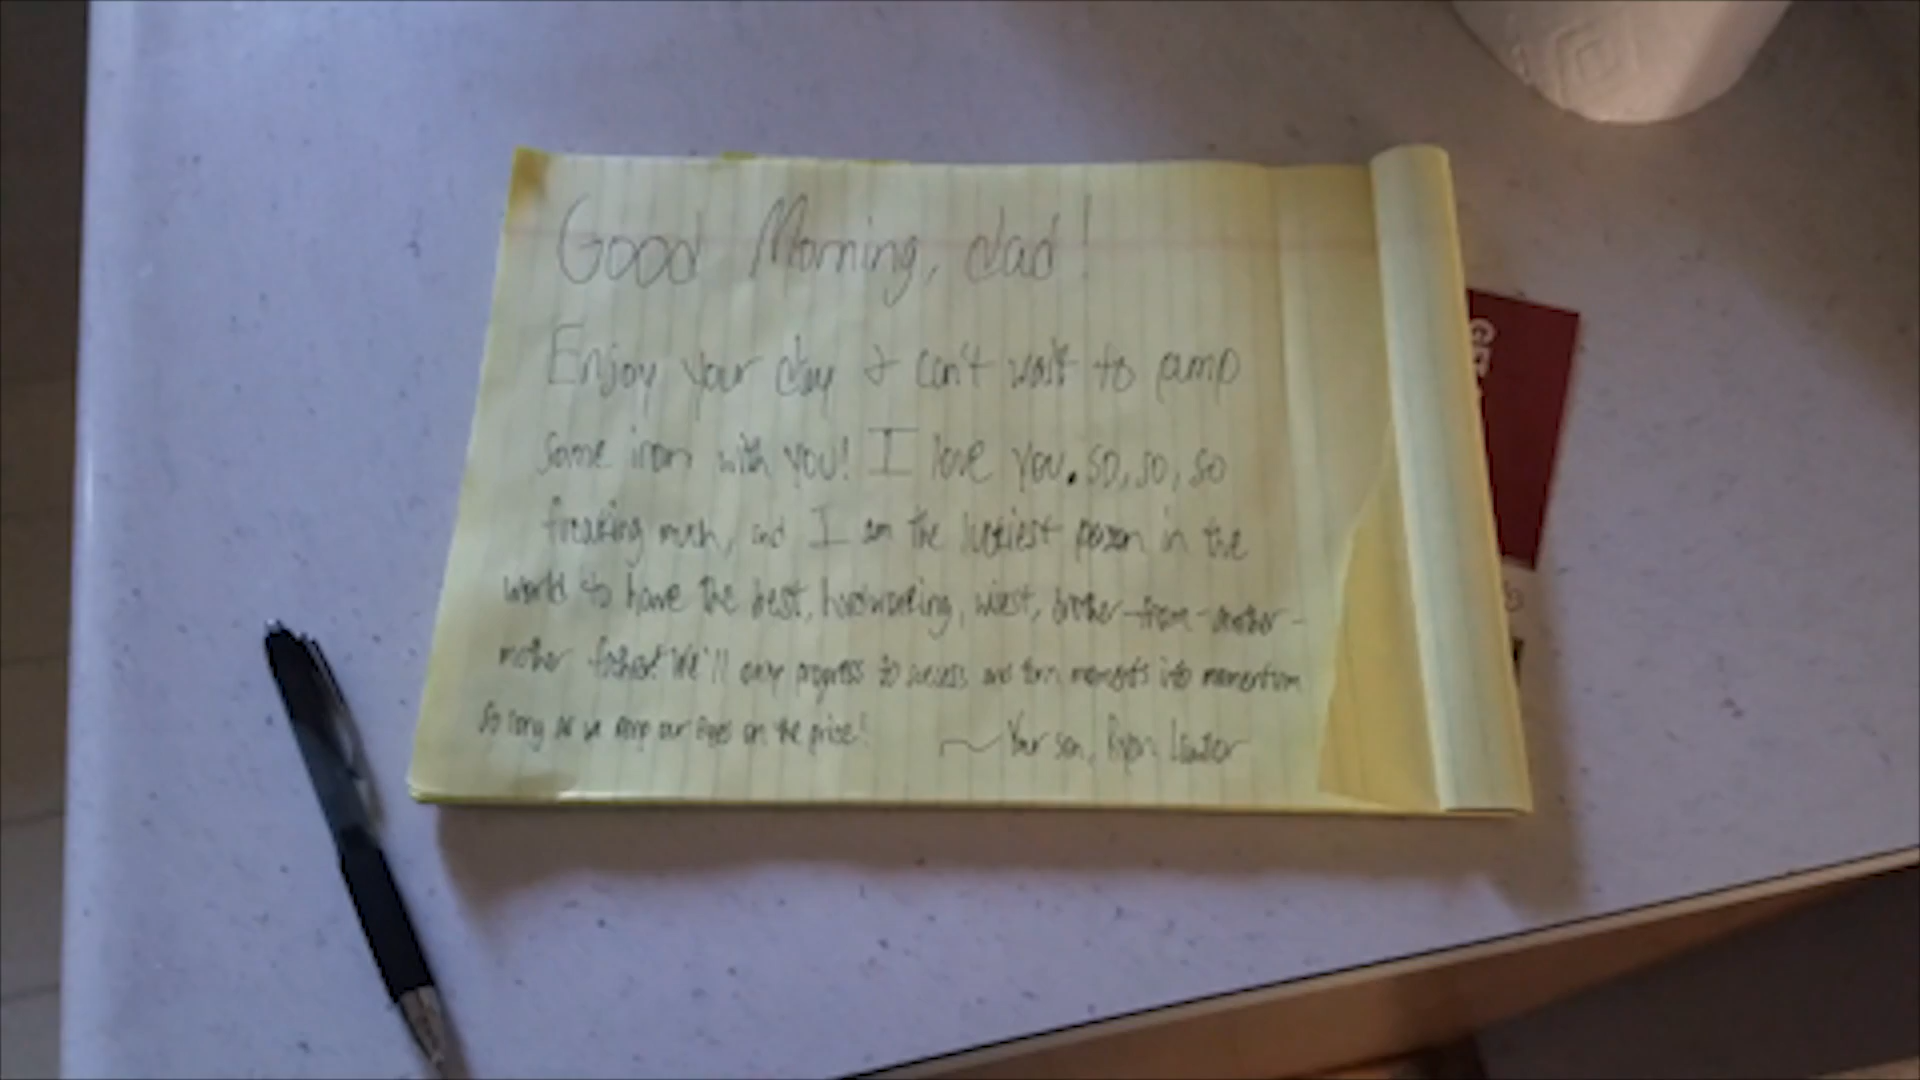 Good Morning, dad!
Enjoy your day & can't wait to pump
some iron with you! I love you. so, so, so
freaking much, and I am the luckiest person in the
world to have the best, hardworking, wisest, brother-from-another-
mother father! We'll only progress to success and turn moments into momentum
so long as we keep our eyes on the prize!
~ Your son, Ryan